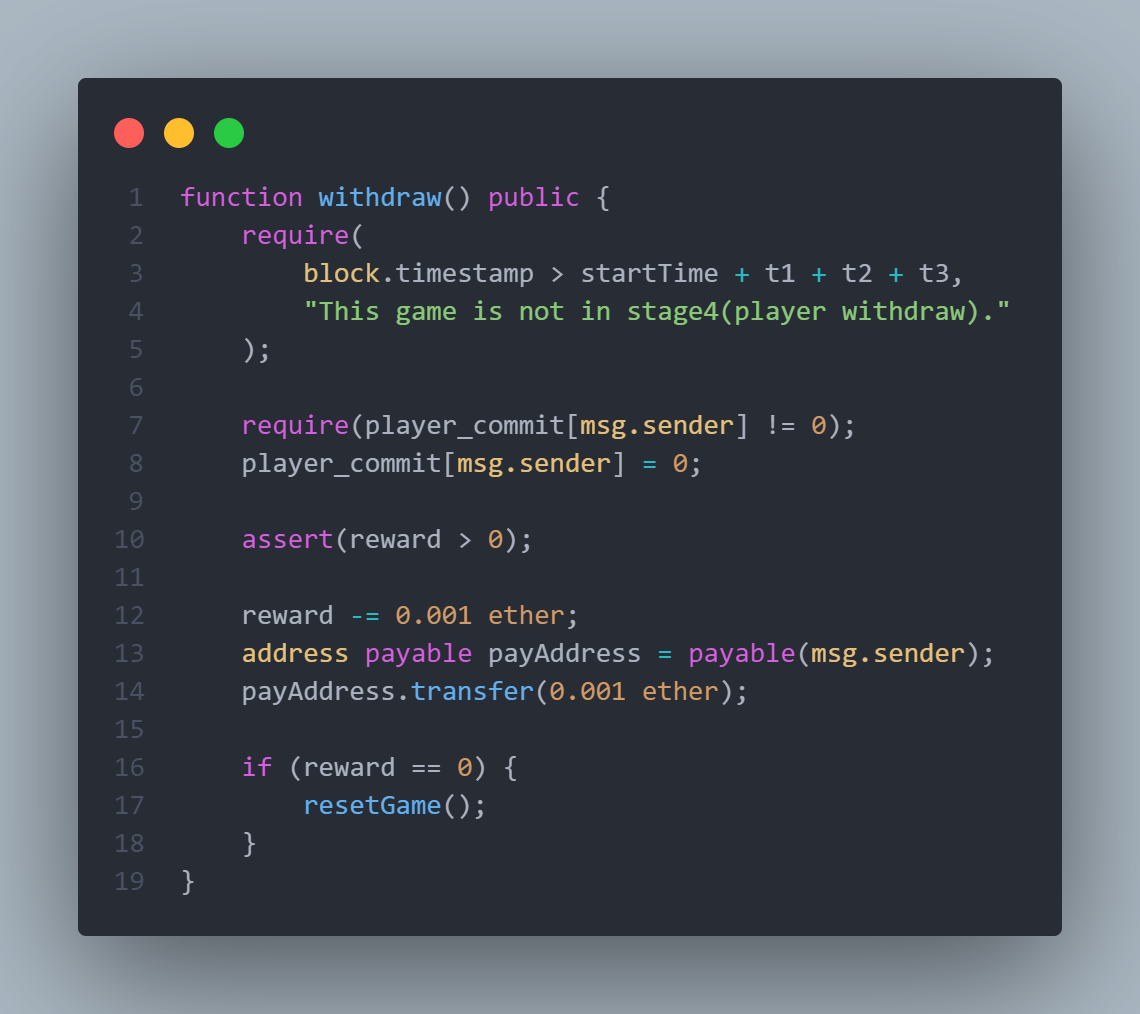 1 function withdraw() public {
2     require(
3         block.timestamp > startTime + t1 + t2 + t3,
4         "This game is not in stage4(player withdraw)."
5     );
6
7     require(player_commit[msg.sender] != 0);
8     player_commit[msg.sender] = 0;
9
10     assert(reward > 0);
11
12     reward -= 0.001 ether;
13     address payable payAddress = payable(msg.sender);
14     payAddress.transfer(0.001 ether);
15
16     if (reward == 0) {
17         resetGame();
18     }
19 }